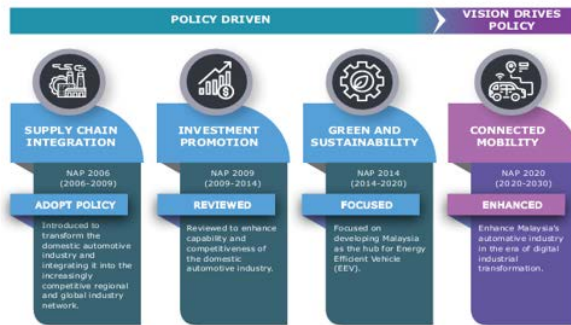 POLICY DRIVEN
VISION DRIVES
POLICY
SUPPLY CHAIN
INTEGRATION
NAP 2006
(2006-2009)
ADOPT POLICY
Introduced to
transform the
domestic automotive
industry and
integrating it into the
increasingly
competitive regional
and global industry
network.
INVESTMENT
PROMOTION
NAP 2009
(2009-2014)
REVIEWED
Reviewed to enhance
capability and
competitiveness of
the domestic
automotive industry.
GREEN AND
SUSTAINABILITY
NAP 2014
(2014-2020)
FOCUSED
Focused on
developing Malaysia
as the hub for Energy
Efficient Vehicle
(EEV).
CONNECTED
MOBILITY
NAP 2020
(2020-2030)
ENHANCED
Enhance Malaysia's
automative industry
in the era of digital
industrial
transformation.